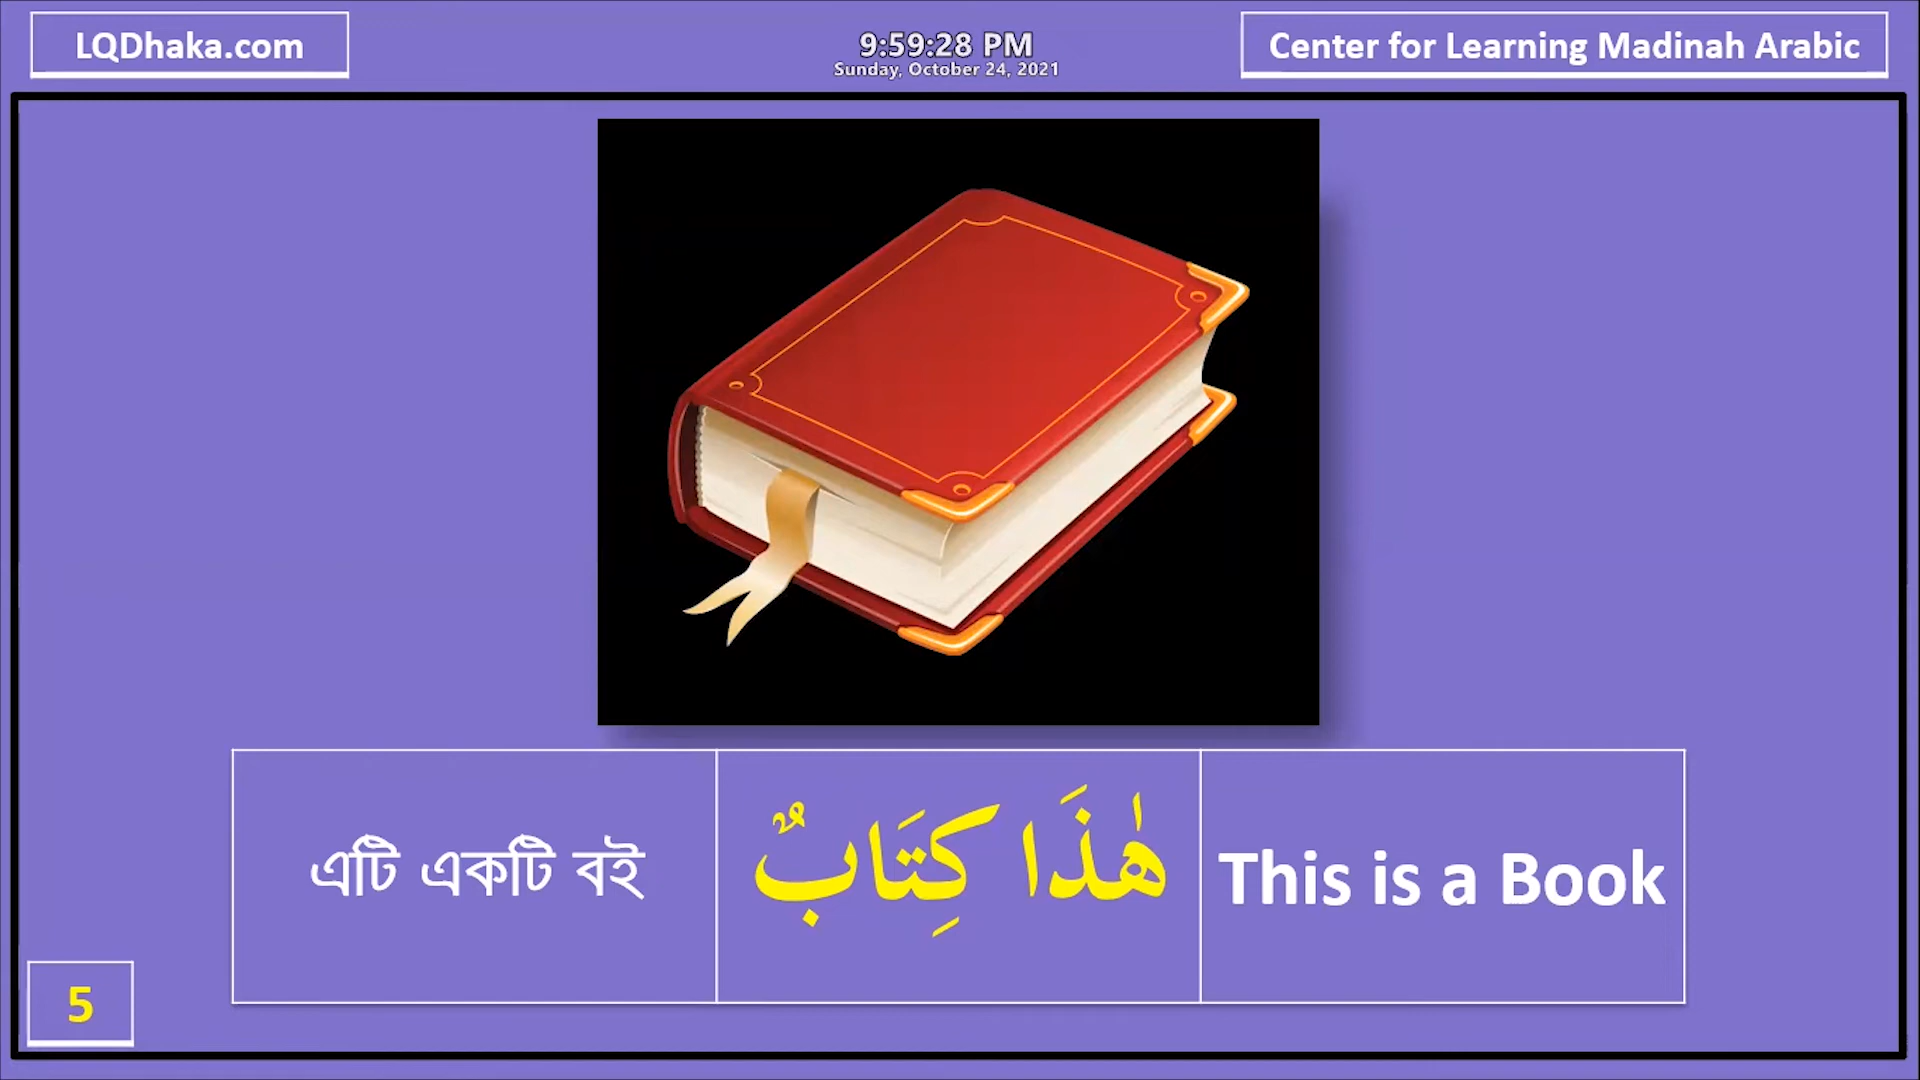 LQDhaka.com
9:59:28 PM
Sunday, October 24, 2021
Center for Learning Madinah Arabic
এটি একটি বই
هٰذَا كِتَابٌ
This is a Book
5